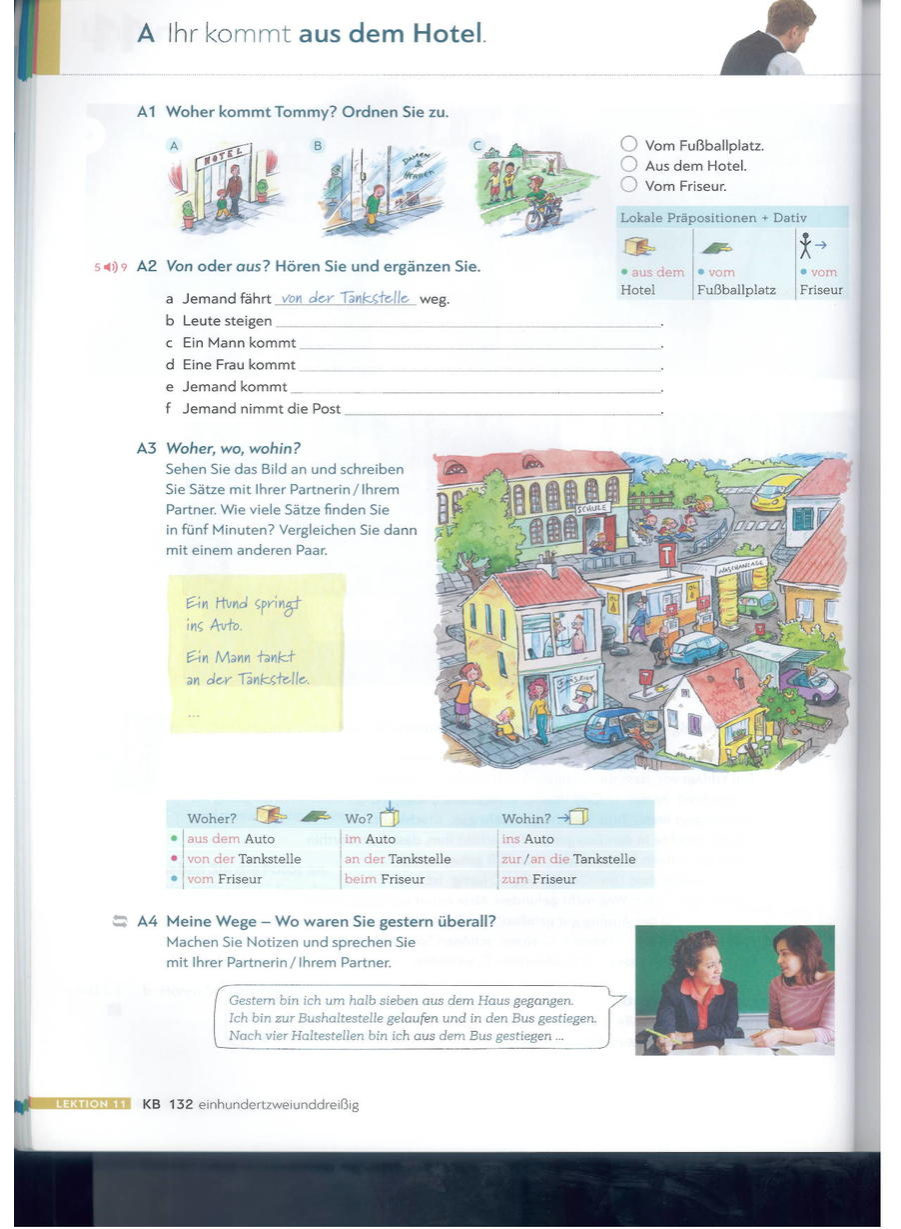 A Ihr kommt aus dem Hotel.
A1 Woher kommt Tommy? Ordnen Sie zu.
A
HOTEL
B
DAMEN
&
HERREN
C
Vom Fußballplatz.
Aus dem Hotel.
Vom Friseur.
Lokale Präpositionen + Dativ
• aus dem Hotel
• vom Fußballplatz
• vom Friseur
5 9 A2 Von oder aus? Hören Sie und ergänzen Sie.
a Jemand fährt von der Tankstelle weg.
b Leute steigen ______.
c Ein Mann kommt ______.
d Eine Frau kommt ______.
e Jemand kommt ______.
f Jemand nimmt die Post ______.
A3 Woher, wo, wohin?
Sehen Sie das Bild an und schreiben
Sie Sätze mit Ihrer Partnerin / Ihrem
Partner. Wie viele Sätze finden Sie
in fünf Minuten? Vergleichen Sie dann
mit einem anderen Paar.
Ein Hund springt
ins Auto.
Ein Mann tankt
an der Tankstelle.
...
SCHULE
T
WASCHANLAGE
Woher? Wo? Wohin?
• aus dem Auto im Auto ins Auto
• von der Tankstelle an der Tankstelle zur / an die Tankstelle
• vom Friseur beim Friseur zum Friseur
A4 Meine Wege – Wo waren Sie gestern überall?
Machen Sie Notizen und sprechen Sie
mit Ihrer Partnerin / Ihrem Partner.
Gestern bin ich um halb sieben aus dem Haus gegangen.
Ich bin zur Bushaltestelle gelaufen und in den Bus gestiegen.
Nach vier Haltestellen bin ich aus dem Bus gestiegen ...
LEKTION 11 KB 132 einhundertzweiunddreißig